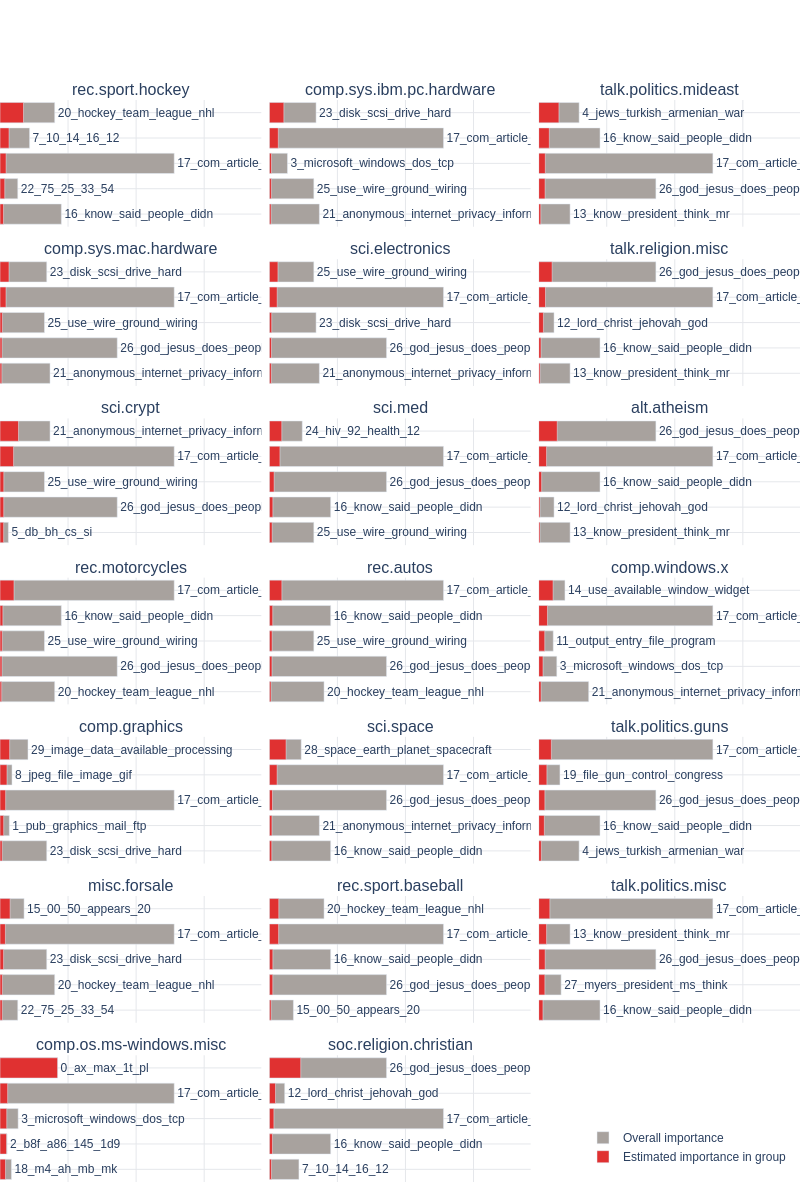 rec.sport.hockey
20_hockey_team_league_nhl
7_10_14_16_12
17_com_article_
22_75_25_33_54
16_know_said_people_didn
comp.sys.ibm.pc.hardware
23_disk_scsi_drive_hard
17_com_article_
3_microsoft_windows_dos_tcp
25_use_wire_ground_wiring
21_anonymous_internet_privacy_inforn
talk.politics.mideast
4_jews_turkish_armenian_war
16_know_said_people_didn
17_com_article_
26_god_jesus_does_peop
13_know_president_think_mr
comp.sys.mac.hardware
23_disk_scsi_drive_hard
17_com_article_
25_use_wire_ground_wiring
26_god_jesus_does_peop
21_anonymous_internet_privacy_inforn
sci.electronics
25_use_wire_ground_wiring
17_com_article_
23_disk_scsi_drive_hard
26_god_jesus_does_peop
21_anonymous_internet_privacy_inforn
talk.religion.misc
26_god_jesus_does_peop
17_com_article_
12_lord_christ_jehovah_god
16_know_said_people_didn
13_know_president_think_mr
sci.crypt
21_anonymous_internet_privacy_inforn
17_com_article_
25_use_wire_ground_wiring
26_god_jesus_does_peop
5_db_bh_cs_si
sci.med
24_hiv_92_health_12
17_com_article_
26_god_jesus_does_peop
16_know_said_people_didn
25_use_wire_ground_wiring
alt.atheism
26_god_jesus_does_peop
17_com_article_
16_know_said_people_didn
12_lord_christ_jehovah_god
13_know_president_think_mr
rec.motorcycles
17_com_article_
16_know_said_people_didn
25_use_wire_ground_wiring
26_god_jesus_does_peop
20_hockey_team_league_nhl
rec.autos
17_com_article_
16_know_said_people_didn
25_use_wire_ground_wiring
26_god_jesus_does_peop
20_hockey_team_league_nhl
comp.windows.x
14_use_available_window_widget
17_com_article_
11_output_entry_file_program
3_microsoft_windows_dos_tcp
21_anonymous_internet_privacy_inforn
comp.graphics
29_image_data_available_processing
8_jpeg_file_image_gif
17_com_article_
1_pub_graphics_mail_ftp
23_disk_scsi_drive_hard
sci.space
28_space_earth_planet_spacecraft
17_com_article_
26_god_jesus_does_peop
21_anonymous_internet_privacy_inforn
16_know_said_people_didn
talk.politics.guns
17_com_article_
19_file_gun_control_congress
26_god_jesus_does_peop
16_know_said_people_didn
4_jews_turkish_armenian_war
misc.forsale
15_00_50_appears_20
17_com_article_
23_disk_scsi_drive_hard
20_hockey_team_league_nhl
22_75_25_33_54
rec.sport.baseball
20_hockey_team_league_nhl
17_com_article_
16_know_said_people_didn
26_god_jesus_does_peop
15_00_50_appears_20
talk.politics.misc
17_com_article_
13_know_president_think_mr
26_god_jesus_does_peop
27_myers_president_ms_think
16_know_said_people_didn
comp.os.ms-windows.misc
0_ax_max_1t_pl
17_com_article_
3_microsoft_windows_dos_tcp
2_b8f_a86_145_1d9
18_m4_ah_mb_mk
soc.religion.christian
26_god_jesus_does_peop
12_lord_christ_jehovah_god
17_com_article_
16_know_said_people_didn
7_10_14_16_12
Overall importance
Estimated importance in group